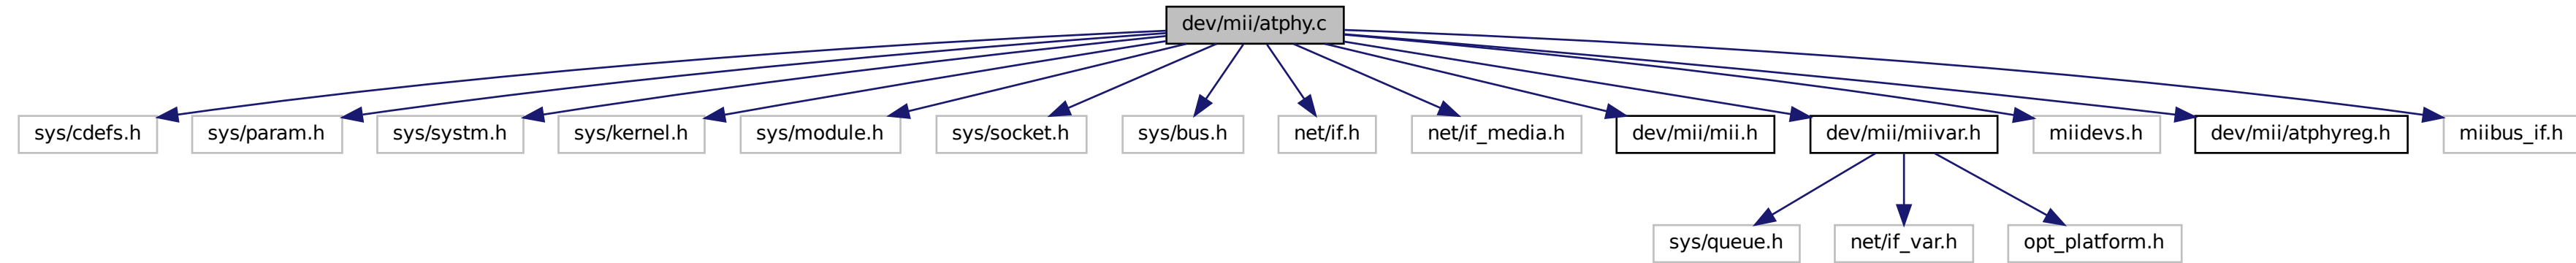 dev/mii/atphy.c
sys/cdefs.h
sys/param.h
sys/systm.h
sys/kernel.h
sys/module.h
sys/socket.h
sys/bus.h
net/if.h
net/if_media.h
dev/mii/mii.h
dev/mii/miivar.h
miidevs.h
dev/mii/atphyreg.h
miibus_if.h
sys/queue.h
net/if_var.h
opt_platform.h